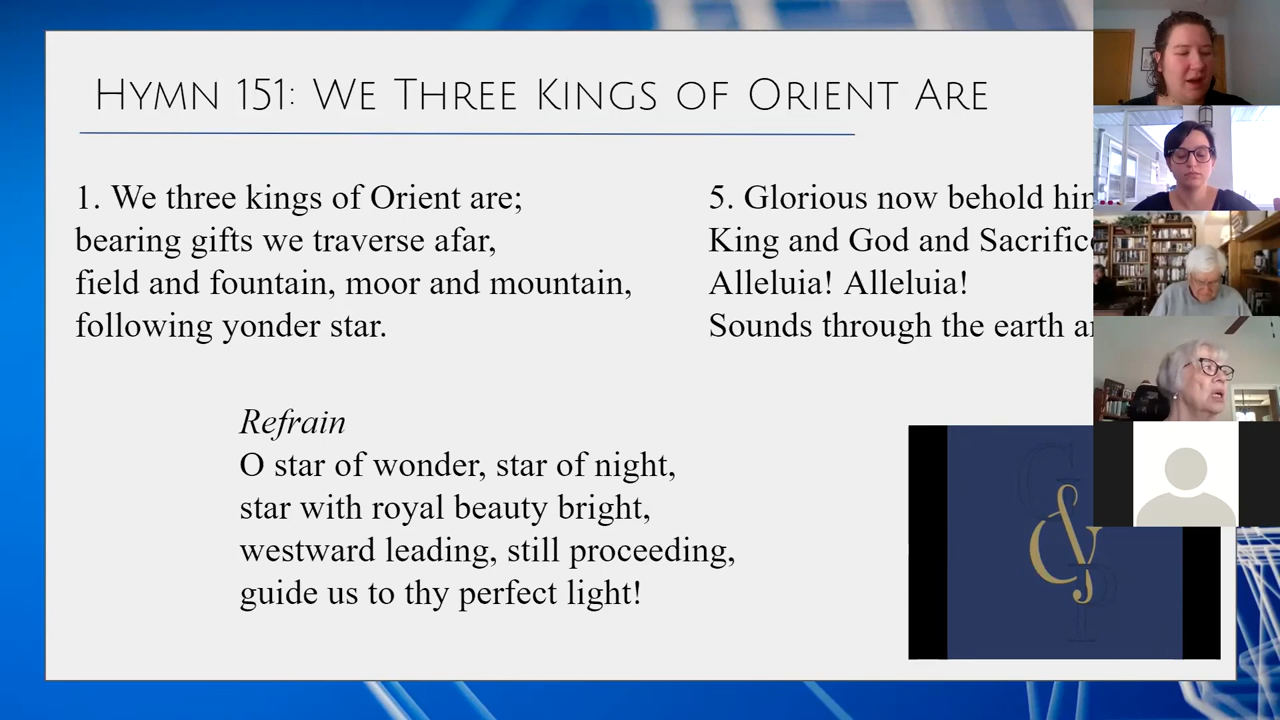 Hymn 151: We Three Kings of Orient Are
1. We three kings of Orient are;
bearing gifts we traverse afar,
field and fountain, moor and mountain,
following yonder star.
5. Glorious now behold
King and God and
Alleluia! Alleluia!
Sounds through the earth
Refrain
O star of wonder, star of night,
star with royal beauty bright,
westward leading, still proceeding,
guide us to thy perfect light!
G
&
P